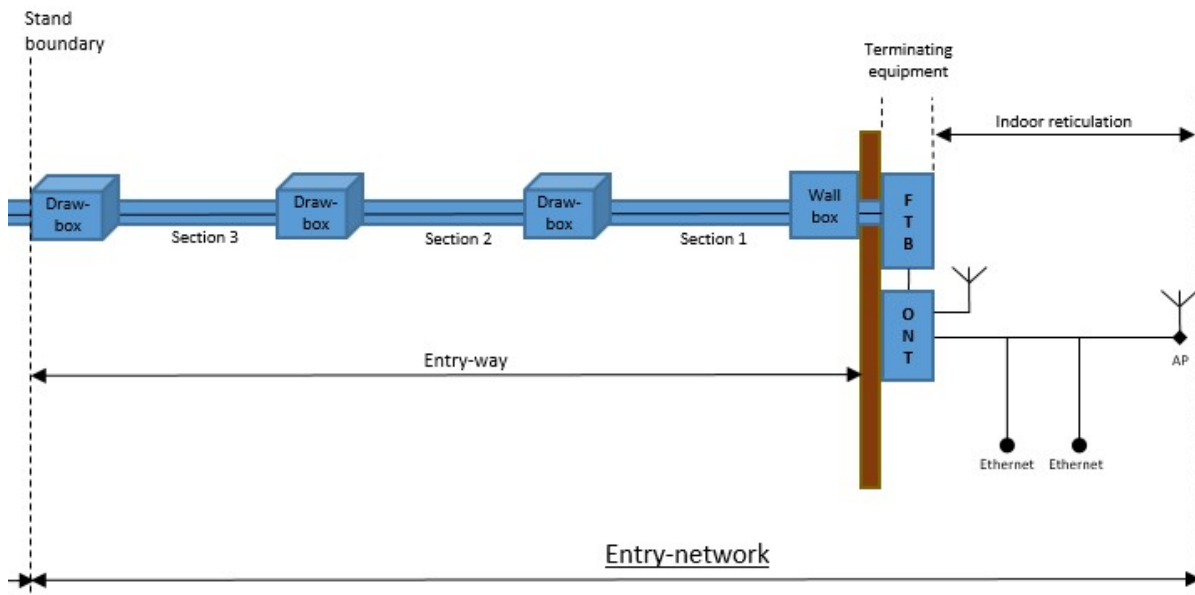 Stand
boundary
Terminating
equipment
Indoor reticulation
Draw-
box
Draw-
box
Draw-
box
Wall
box
F
T
B
Section 3
Section 2
Section 1
O
N
T
Entry-way
AP
Ethernet
Ethernet
Entry-network